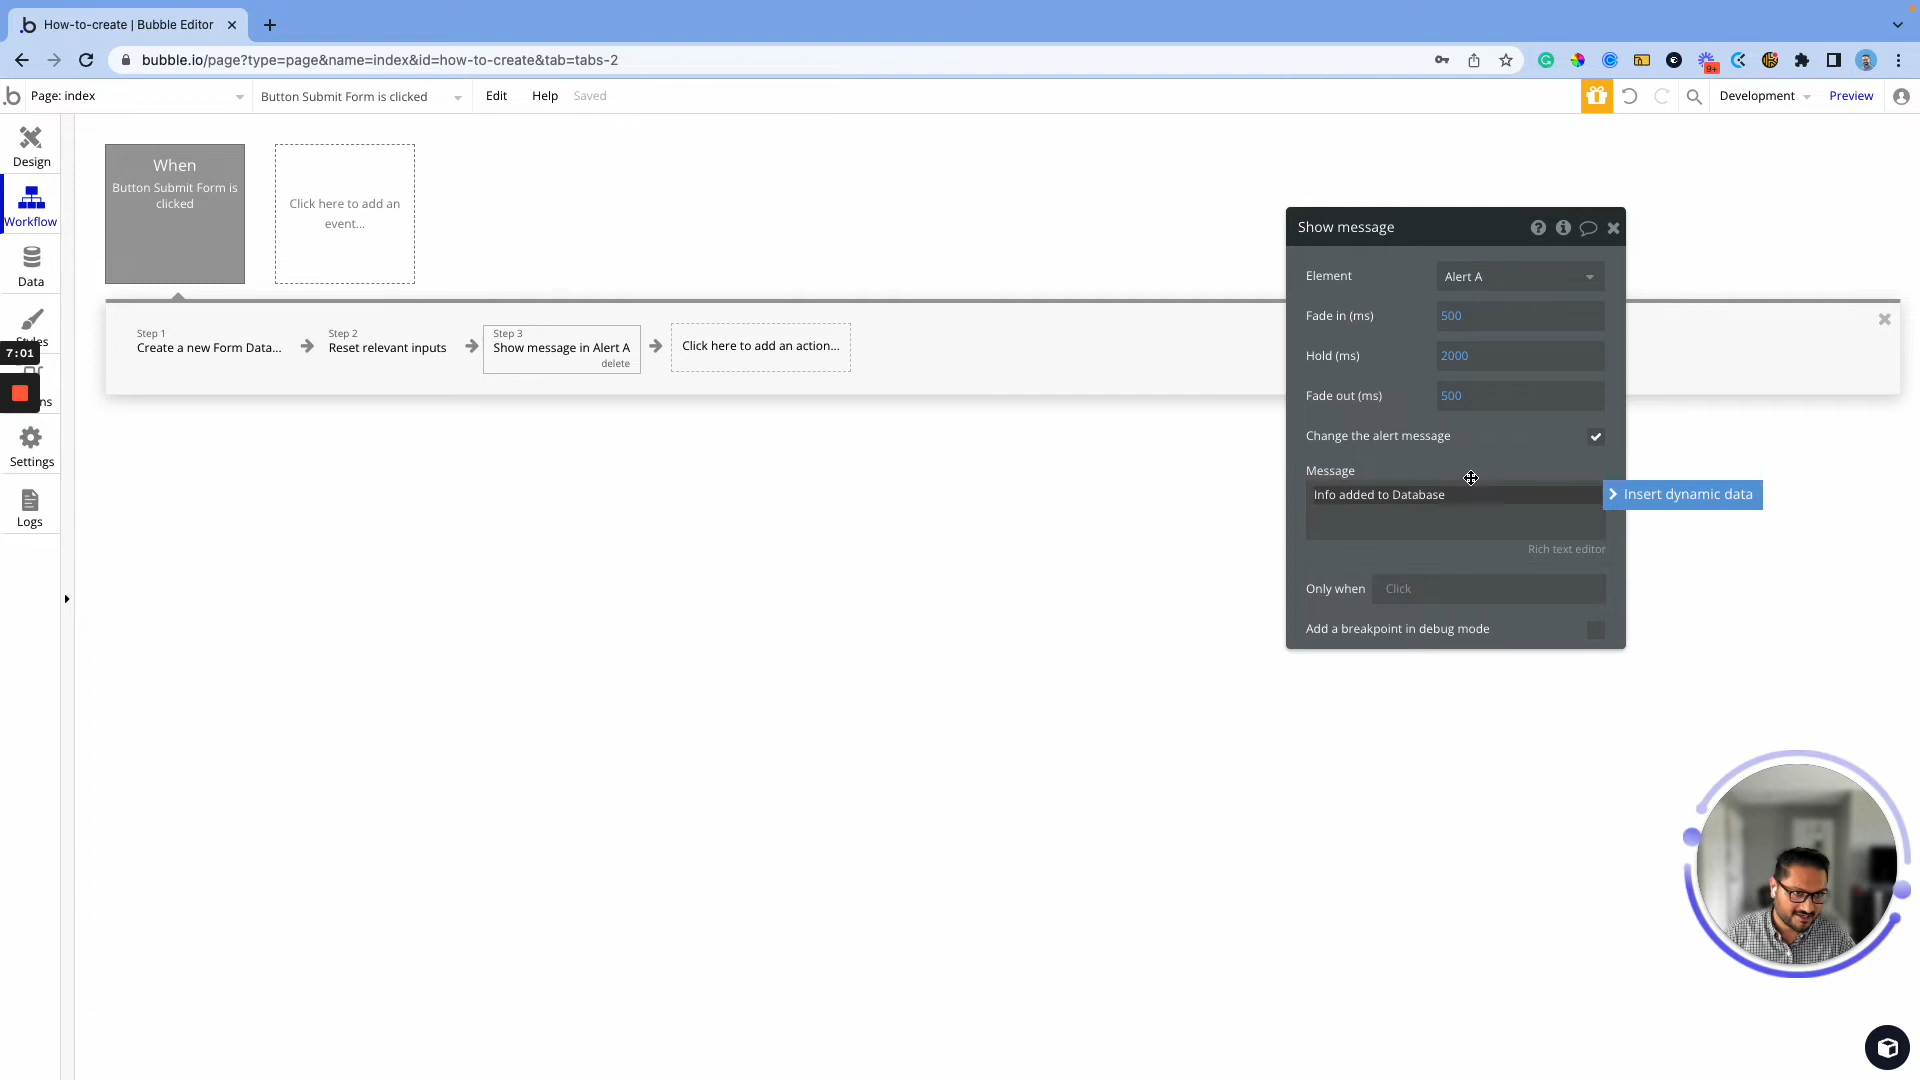 How-to-create | Bubble Editor
bubble.io/page?type=page&name=index&id=how-to-create&tab=tabs-2
9+
Page: index
Button Submit Form is clicked
Edit
Help
Saved
Development
Preview
Design
Workflow
Data
Styles
7:01
ns
Settings
Logs
When
Button Submit Form is
clicked
Click here to add an
event...
Step 1
Create a new Form Data...
Step 2
Reset relevant inputs
Step 3
Show message in Alert A
delete
Click here to add an action...
Show message
Element
Alert A
Fade in (ms)
500
Hold (ms)
2000
Fade out (ms)
500
Change the alert message
Message
Info added to Database
Insert dynamic data
Rich text editor
Only when
Click
Add a breakpoint in debug mode